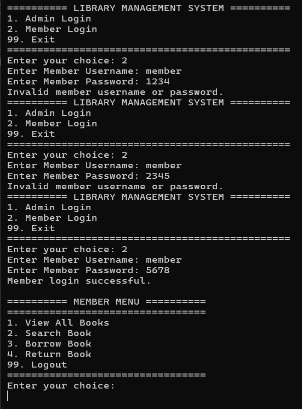 ========== LIBRARY MANAGEMENT SYSTEM ==========
1. Admin Login
2. Member Login
99. Exit
===============================================
Enter your choice: 2
Enter Member Username: member
Enter Member Password: 1234
Invalid member username or password.
========== LIBRARY MANAGEMENT SYSTEM ==========
1. Admin Login
2. Member Login
99. Exit
===============================================
Enter your choice: 2
Enter Member Username: member
Enter Member Password: 2345
Invalid member username or password.
========== LIBRARY MANAGEMENT SYSTEM ==========
1. Admin Login
2. Member Login
99. Exit
===============================================
Enter your choice: 2
Enter Member Username: member
Enter Member Password: 5678
Member login successful.
========== MEMBER MENU ==========
=================================
1. View All Books
2. Search Book
3. Borrow Book
4. Return Book
99. Logout
=================================
Enter your choice: